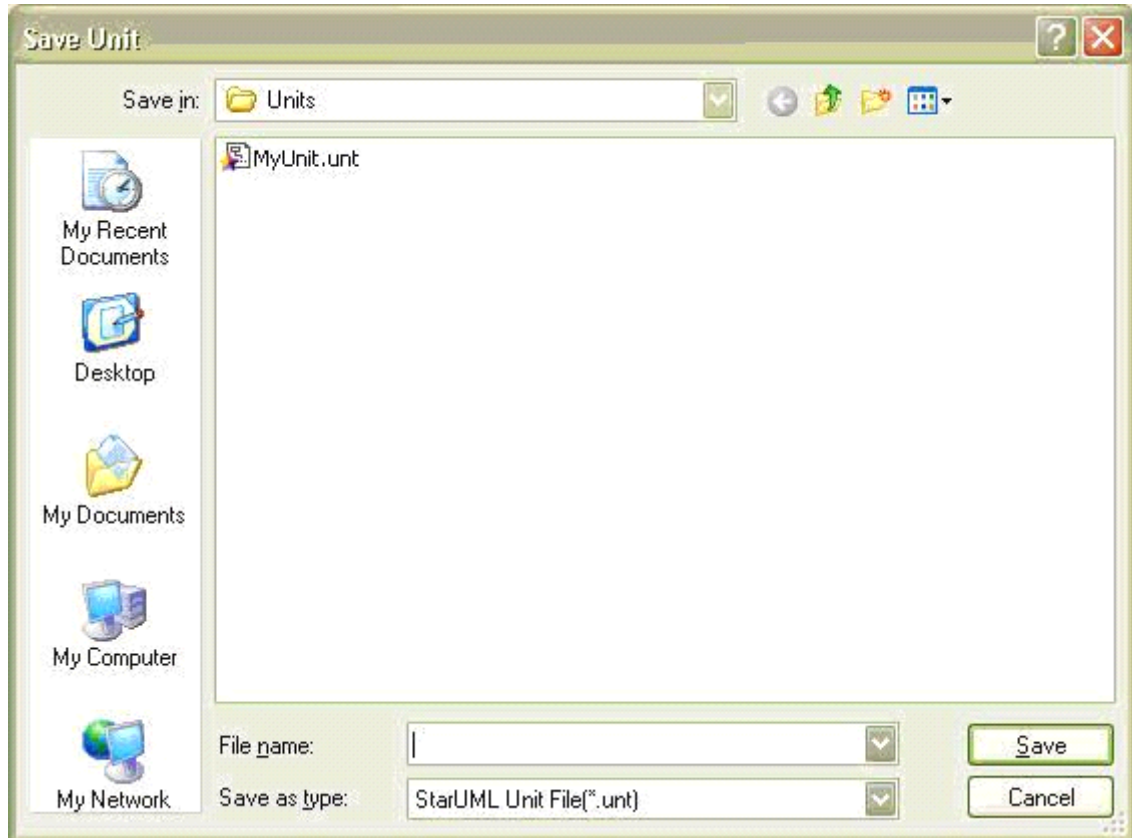 Save Unit
Save in:
Units
MyUnit.unt
My Recent
Documents
Desktop
My Documents
My Computer
My Network
File name:
Save
Save as type:
StarUML Unit File(*.unt)
Cancel